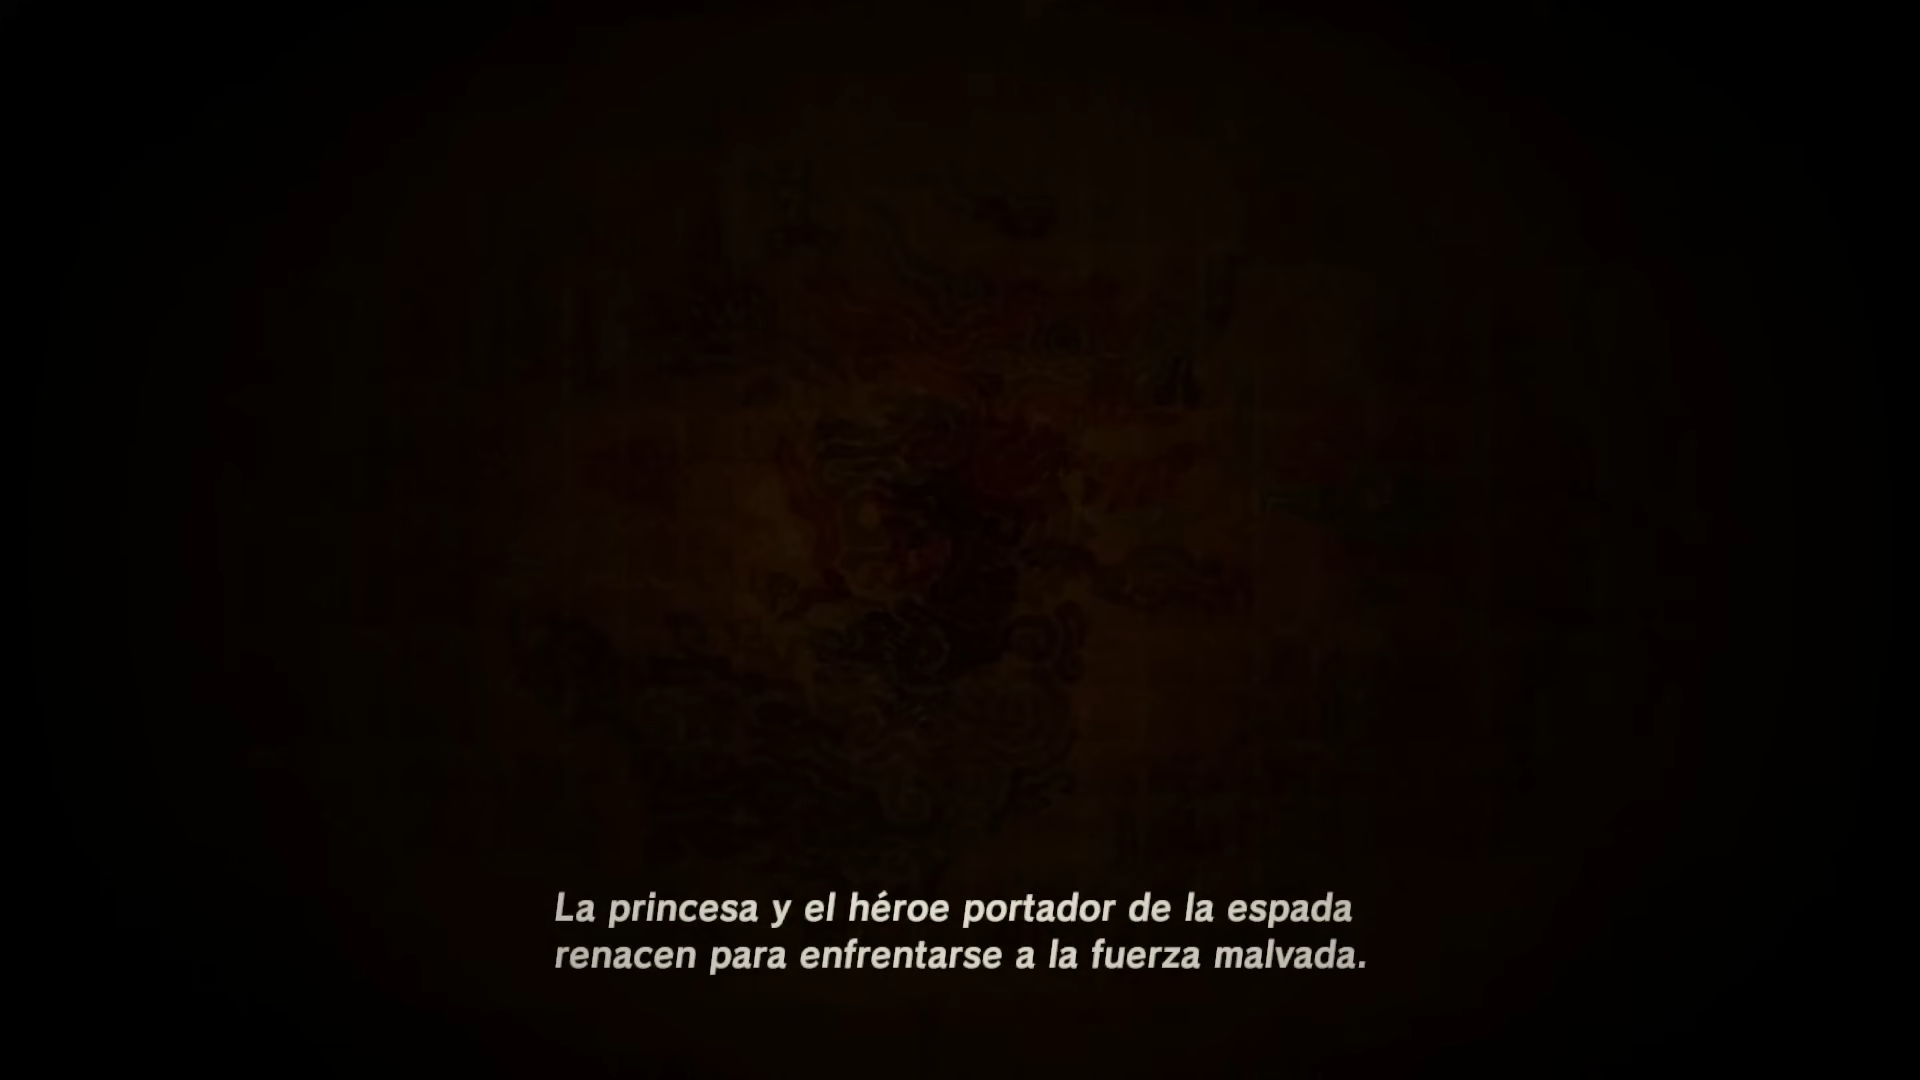 La princesa y el héroe portador de la espada
renacen para enfrentarse a la fuerza malvada.